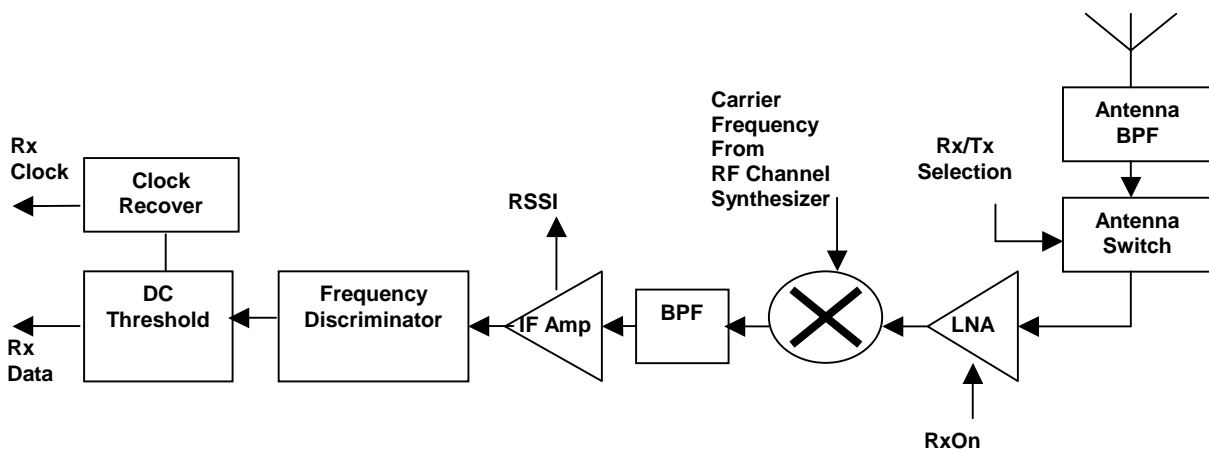 Antenna
BPF
Carrier
Frequency
From
RF Channel
Synthesizer
Rx/Tx
Selection
Rx
Clock
Clock
Recover
RSSI
Antenna
Switch
DC
Threshold
Frequency
Discriminator
IF Amp
BPF
LNA
Rx
Data
RxOn